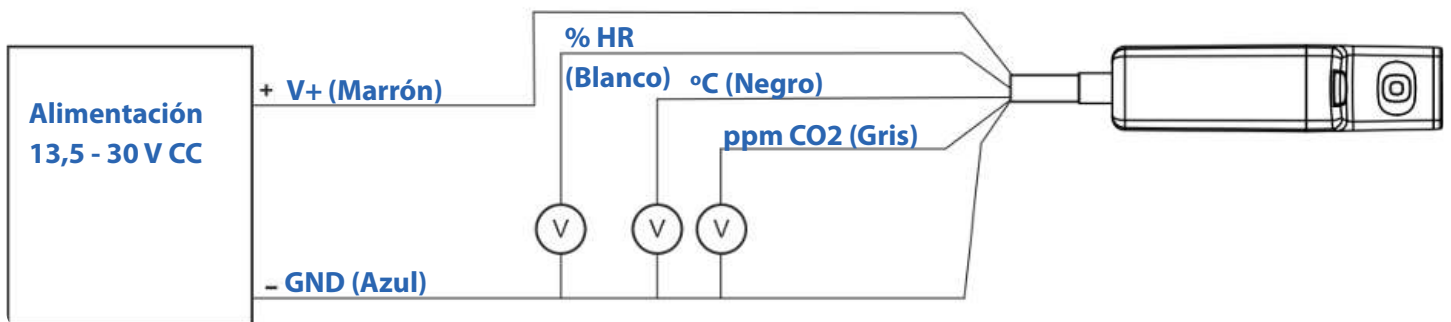 % HR
(Blanco)
ºC (Negro)
+ V+ (Marrón)
Alimentación
13,5 - 30 V CC
ppm CO2 (Gris)
V
V
V
– GND (Azul)